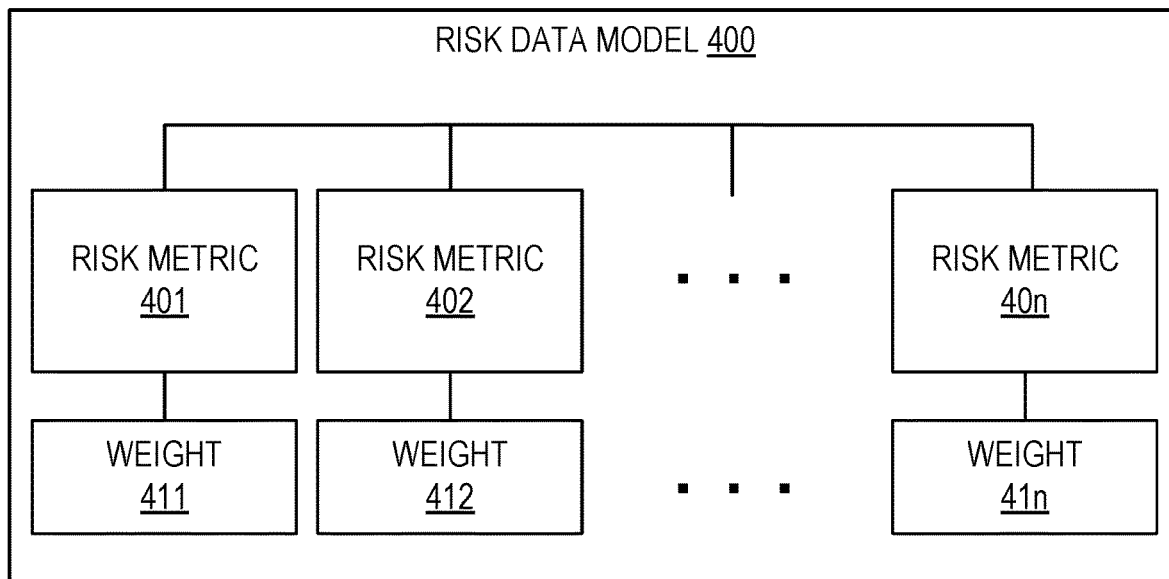 RISK DATA MODEL 400
RISK METRIC
401
RISK METRIC
402
. . .
RISK METRIC
40n
WEIGHT
411
WEIGHT
412
. . .
WEIGHT
41n